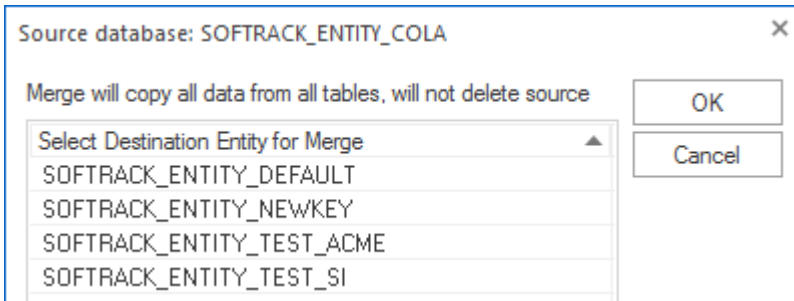 Source database: SOFTRACK_ENTITY_COLA
Merge will copy all data from all tables, will not delete source
OK
Select Destination Entity for Merge
Cancel
SOFTRACK_ENTITY_DEFAULT
SOFTRACK_ENTITY_NEWKEY
SOFTRACK_ENTITY_TEST_ACME
SOFTRACK_ENTITY_TEST_SI